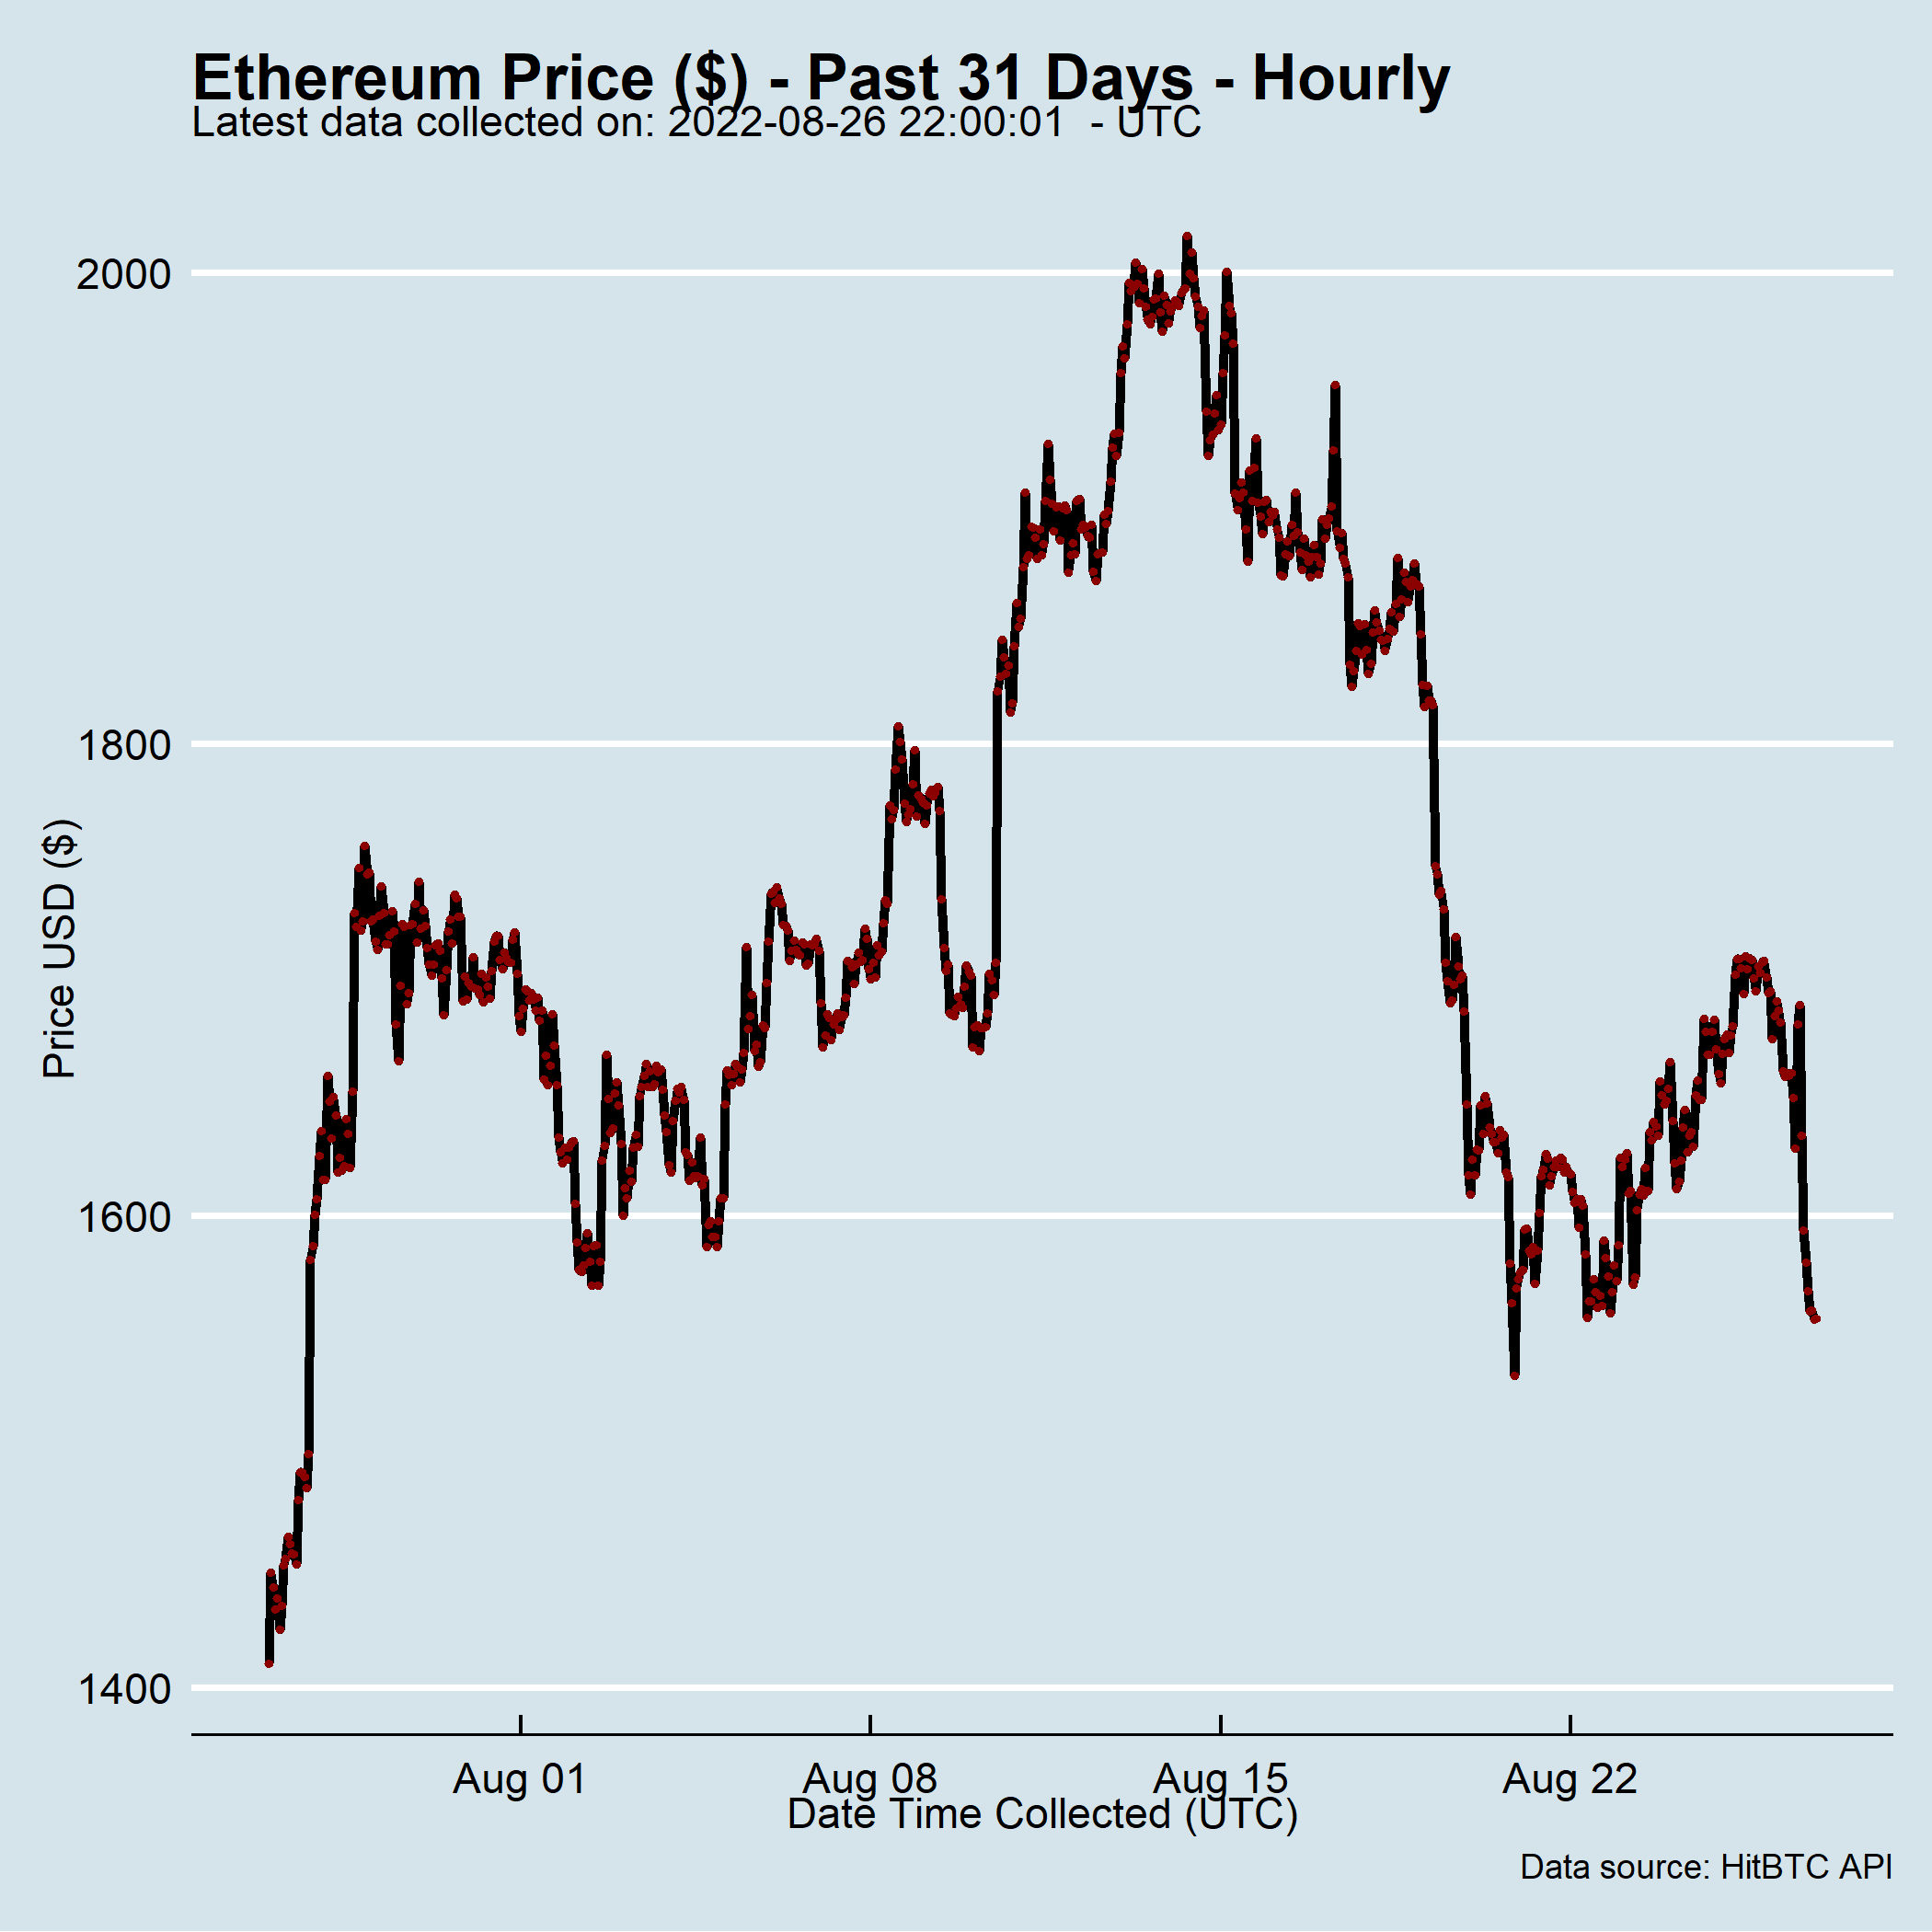 Ethereum Price ($) - Past 31 Days - Hourly
Latest data collected on: 2022-08-26 22:00:01  - UTC
Price USD ($)
2000
1800
1600
1400
Aug 01 Aug 08 Aug 15 Aug 22
Date Time Collected (UTC)
Data source: HitBTC API